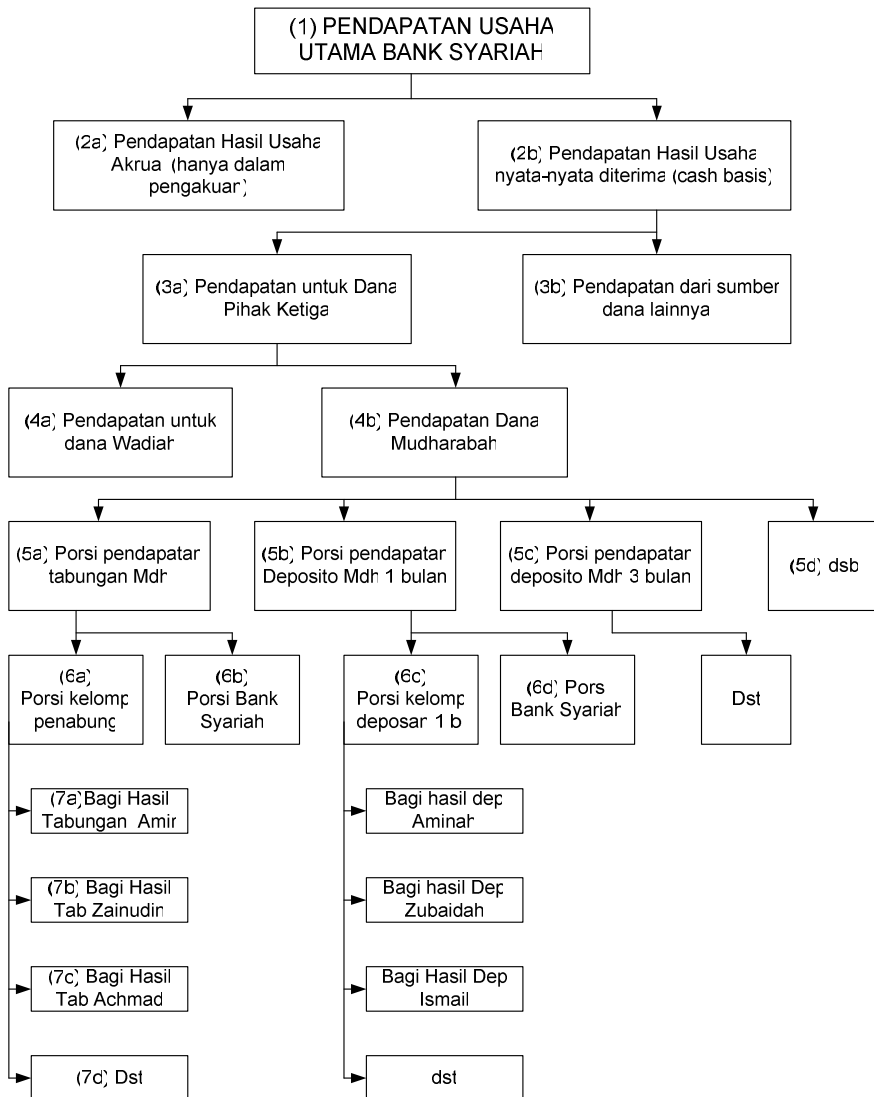 (1) PENDAPATAN USAHA
UTAMA BANK SYARIAH
(2a) Pendapatan Hasil Usaha
Akrua (hanya dalam
pengakuan)
(2b) Pendapatan Hasil Usaha
nyata-nyata diterima (cash basis)
(3a) Pendapatan untuk Dana
Pihak Ketiga
(3b) Pendapatan dari sumber
dana lainnya
(4a) Pendapatan untuk
dana Wadiah
(4b) Pendapatan Dana
Mudharabah
(5a) Porsi pendapatan
tabungan Mdh
(5b) Porsi pendapatan
Deposito Mdh 1 bulan
(5c) Porsi pendapatan
deposito Mdh 3 bulan
(5d) dsb
(6a)
Porsi kelomp
penabung
(6b)
Porsi Bank
Syariah
(6c)
Porsi kelomp
deposan 1 b
(6d) Pors
Bank Syariah
Dst
(7a)Bagi Hasil
Tabungan Amir
Bagi hasil dep
Aminah
(7b) Bagi Hasil
Tab Zainudin
Bagi hasil Dep
Zubaidah
(7c) Bagi Hasil
Tab Achmad
Bagi Hasil Dep
Ismail
(7d) Dst
dst